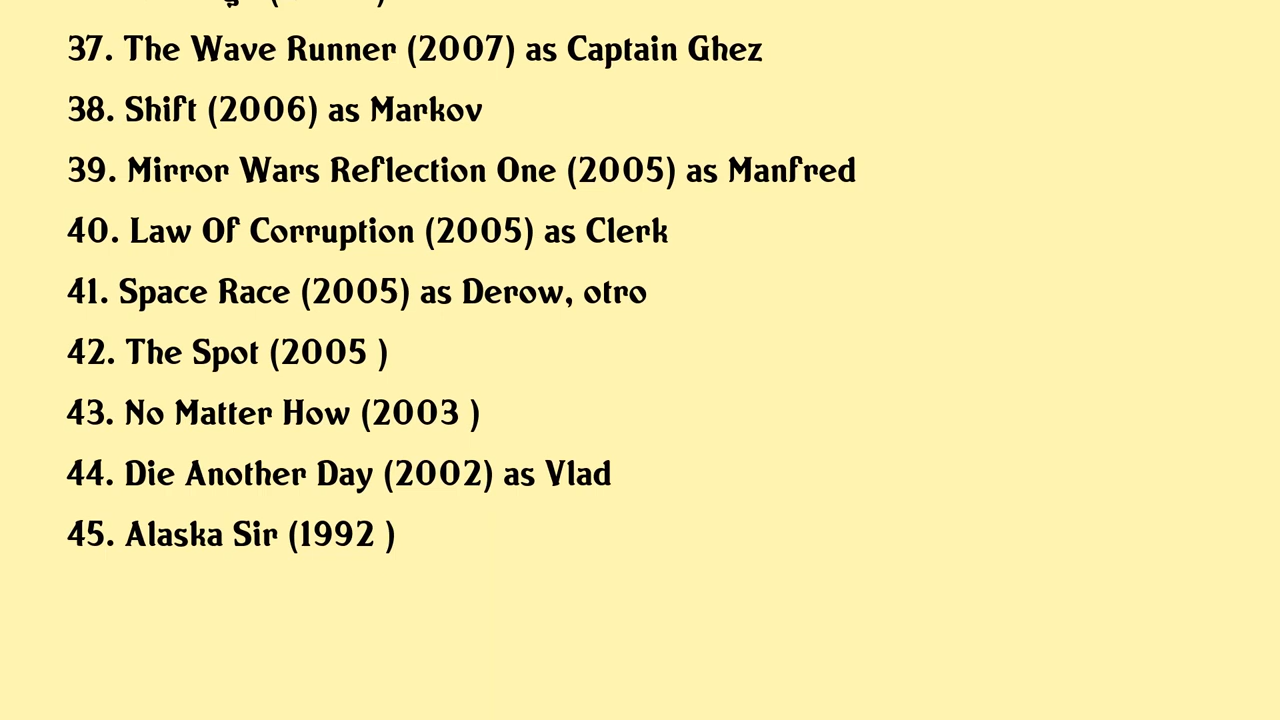 37. The Wave Runner (2007) as Captain Ghez
38. Shift (2006) as Markov
39. Mirror Wars Reflection One (2005) as Manfred
40. Law Of Corruption (2005) as Clerk
41. Space Race (2005) as Derow, otro
42. The Spot (2005 )
43. No Matter How (2003 )
44. Die Another Day (2002) as Vlad
45. Alaska Sir (1992 )